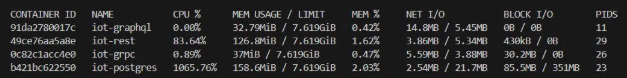 CONTAINER ID NAME CPU % MEM USAGE / LIMIT MEM % NET I/O BLOCK I/O PIDS
91da2780017c iot-graphql 0.00% 32.79MiB / 7.619GiB 0.42% 14.8MB / 5.45MB 0B / 0B 11
49ce76aa5a8e iot-rest 83.64% 126.8MiB / 7.619GiB 1.62% 3.86MB / 5.34MB 430kB / 0B 29
0c82c1acc4e0 iot-grpc 0.89% 37MiB / 7.619GiB 0.47% 5.59MB / 3.88MB 30.2MB / 0B 26
b421bc622550 iot-postgres 1065.76% 158.6MiB / 7.619GiB 2.03% 2.54MB / 21.7MB 85.5MB / 351MB 23